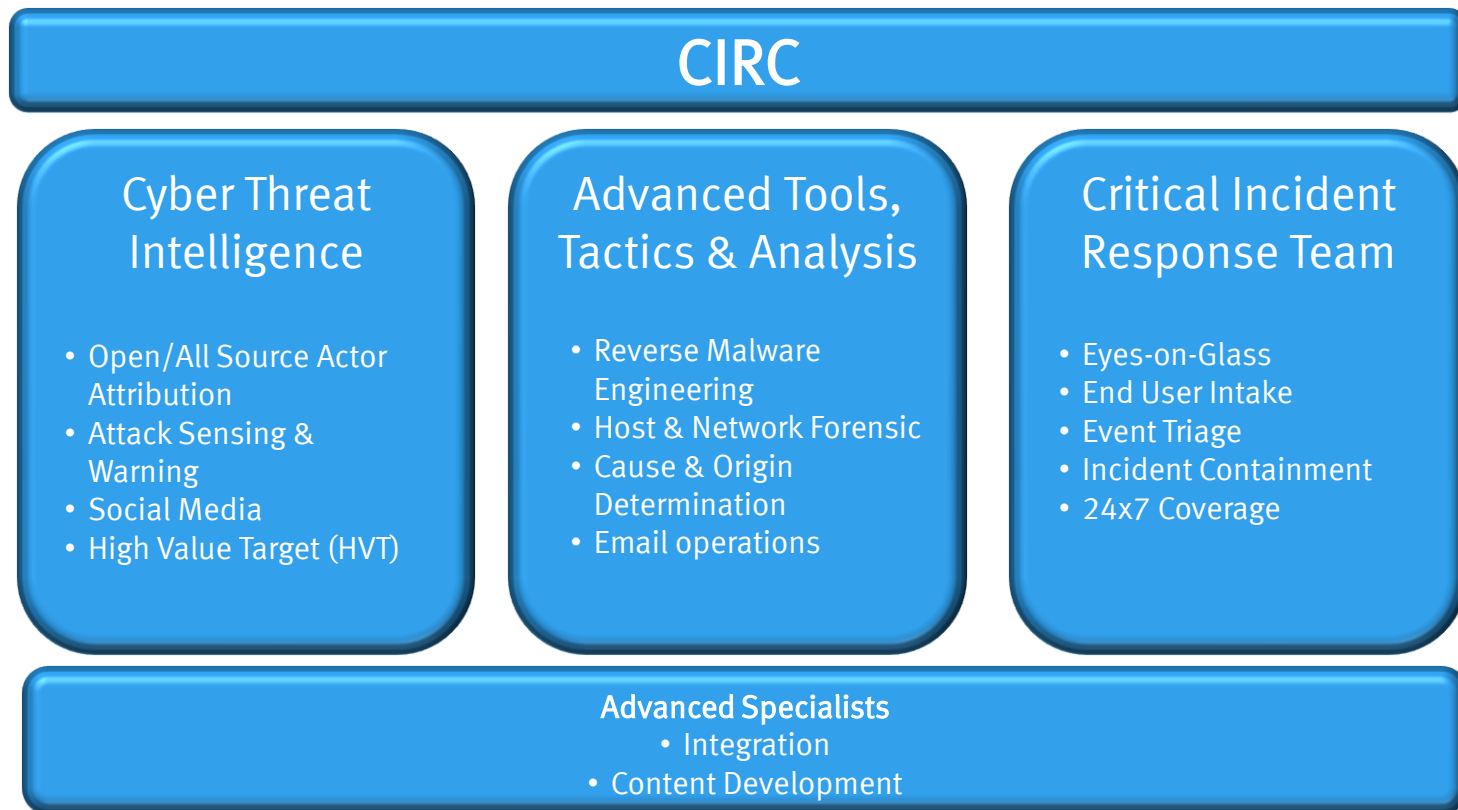 CIRC
Cyber Threat
Intelligence
• Open/All Source Actor
Attribution
• Attack Sensing &
Warning
• Social Media
• High Value Target (HVT)
Advanced Tools,
Tactics & Analysis
• Reverse Malware
Engineering
• Host & Network Forensic
• Cause & Origin
Determination
• Email operations
Critical Incident
Response Team
• Eyes-on-Glass
• End User Intake
• Event Triage
• Incident Containment
• 24x7 Coverage
Advanced Specialists
• Integration
• Content Development